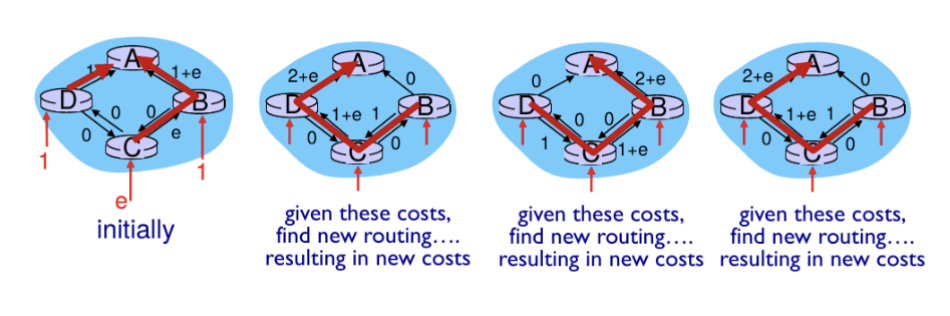 A
1
1+e
D
B
0
0
0
e
C
1
1
e
initially
A
2+e
0
D
B
1+e
1
0
0
C
given these costs,
find new routing….
resulting in new costs
A
0
2+e
D
B
0
0
1
1+e
C
given these costs,
find new routing….
resulting in new costs
A
2+e
0
D
B
1+e
1
0
0
C
given these costs,
find new routing….
resulting in new costs